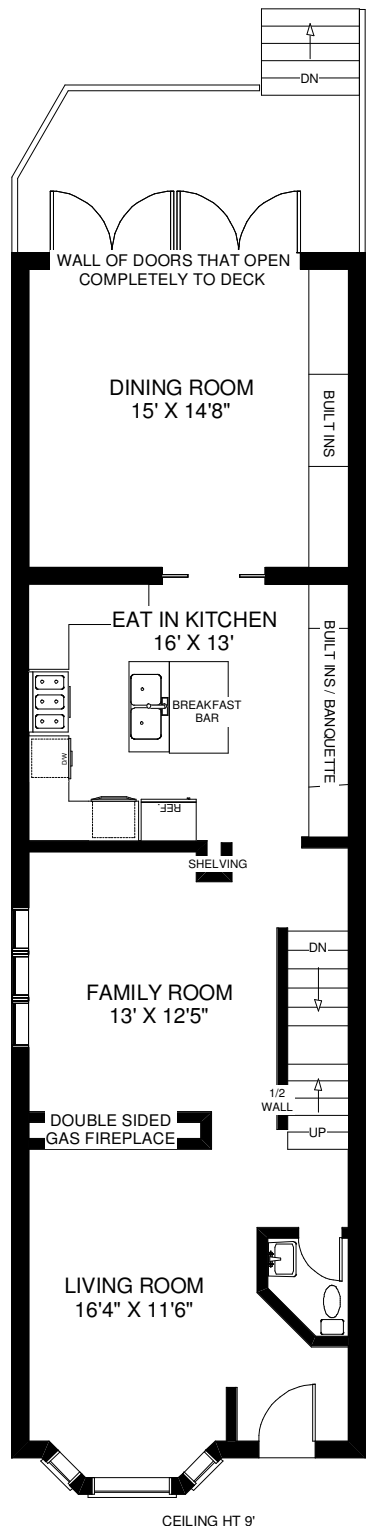 DN
WALL OF DOORS THAT OPEN
COMPLETELY TO DECK
DINING ROOM
15' X 14'8"
BUILT INS
EAT IN KITCHEN
16' X 13'
BUILT INS / BANQUETTE
BREAKFAST
BAR
D/W
REF.
SHELVING
DN
FAMILY ROOM
13' X 12'5"
1/2
WALL
UP
DOUBLE SIDED
GAS FIREPLACE
LIVING ROOM
16'4" X 11'6"
CEILING HT 9'